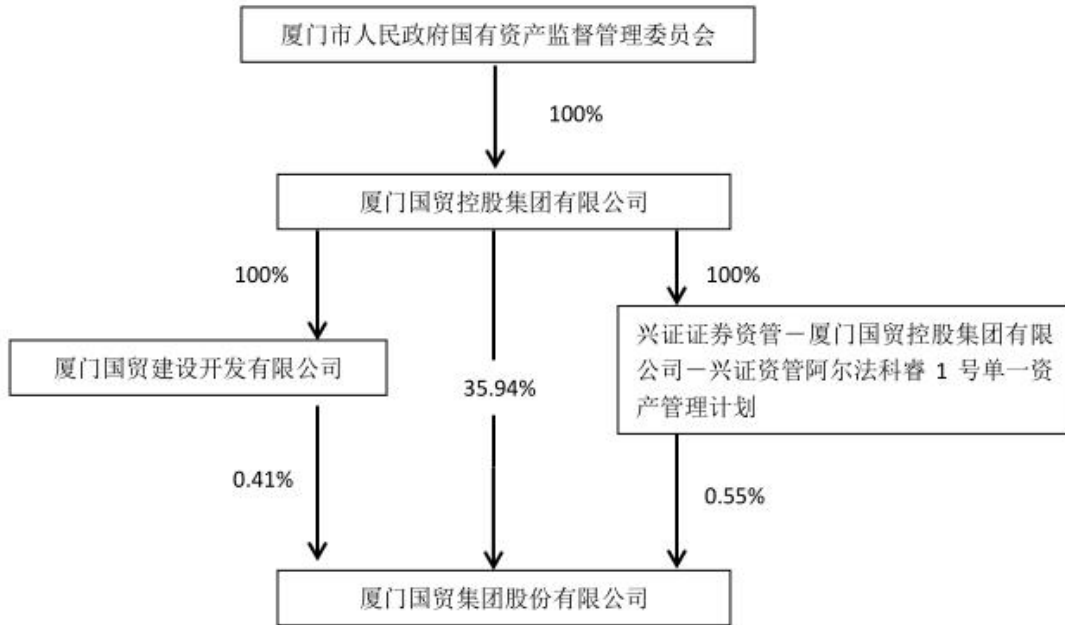 厦门市人民政府国有资产监督管理委员会
100%
厦门国贸控股集团有限公司
100%
100%
厦门国贸建设开发有限公司
35.94%
兴证证券资管－厦门国贸控股集团有限
公司－兴证资管阿尔法科睿 1 号单一资
产管理计划
0.41%
0.55%
厦门国贸集团股份有限公司